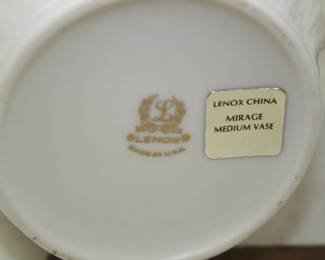 L
LENOX
MADE IN U.S.A.
LENOX CHINA
MIRAGE
MEDIUM VASE